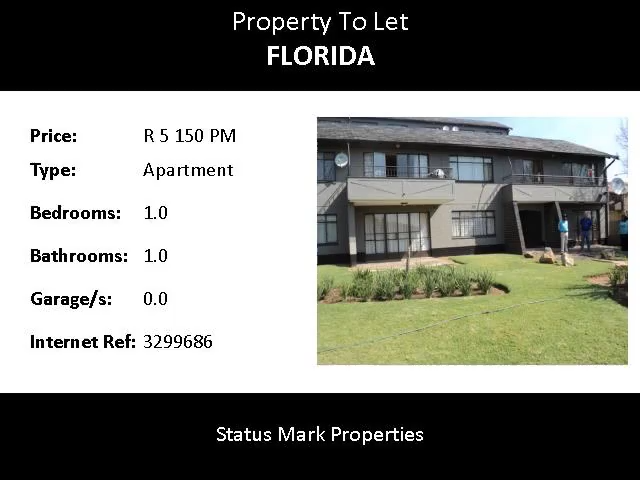 Property To Let
FLORIDA
Price: R 5 150 PM
Type: Apartment
Bedrooms: 1.0
Bathrooms: 1.0
Garage/s: 0.0
Internet Ref: 3299686
Status Mark Properties